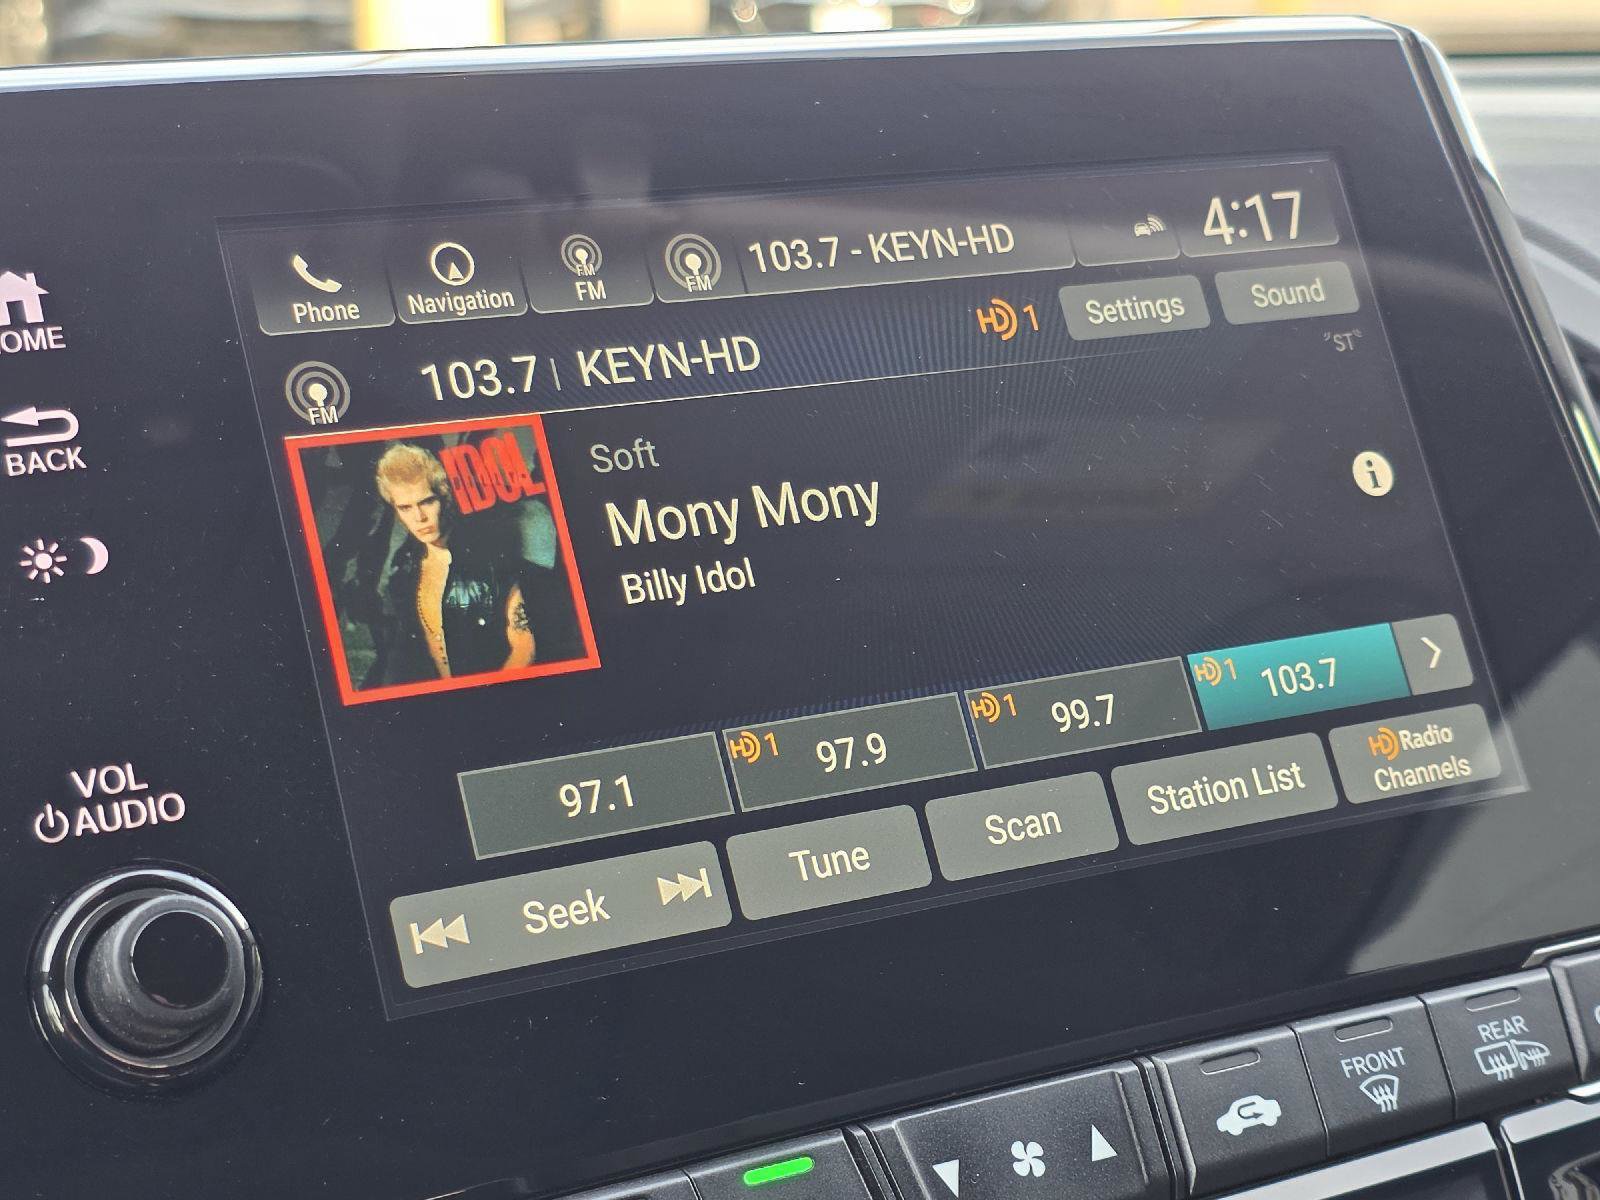 Phone
Navigation
FM
FM
FM
103.7 - KEYN-HD
4:17
HD 1
Settings
Sound
FM
103.7 | KEYN-HD
"ST"
IDOL
Soft
Mony Mony
Billy Idol
97.1
HD 1 97.9
HD 1 99.7
HD 1 103.7
Seek
Tune
Scan
Station List
HD Radio
Channels
OME
BACK
VOL
AUDIO
FRONT
REAR